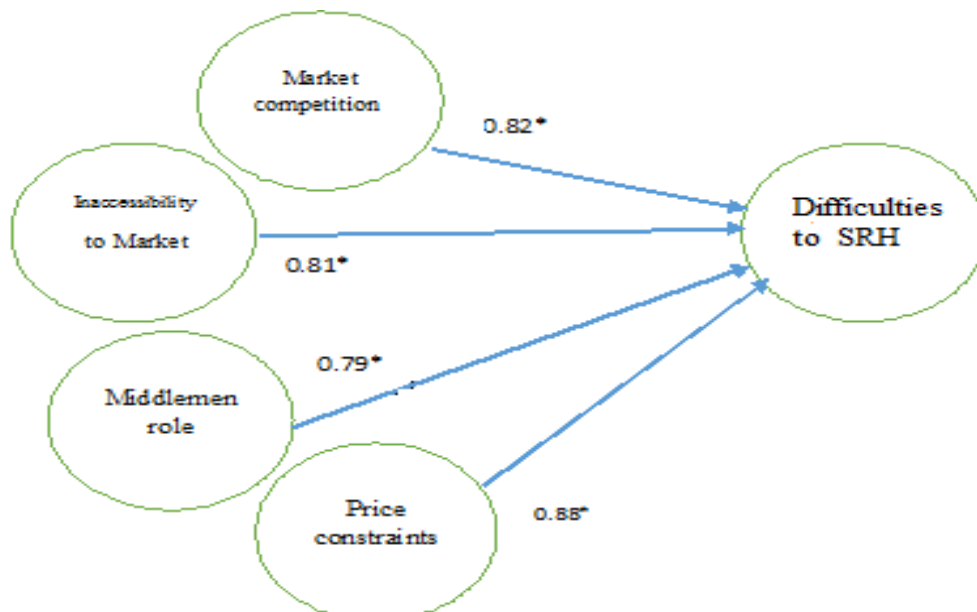 Market
competition
0.82*
Inaccessibility
to Market
0.81*
Difficulties
to SRH
Middlemen
role
0.79*
Price
constraints
0.88*